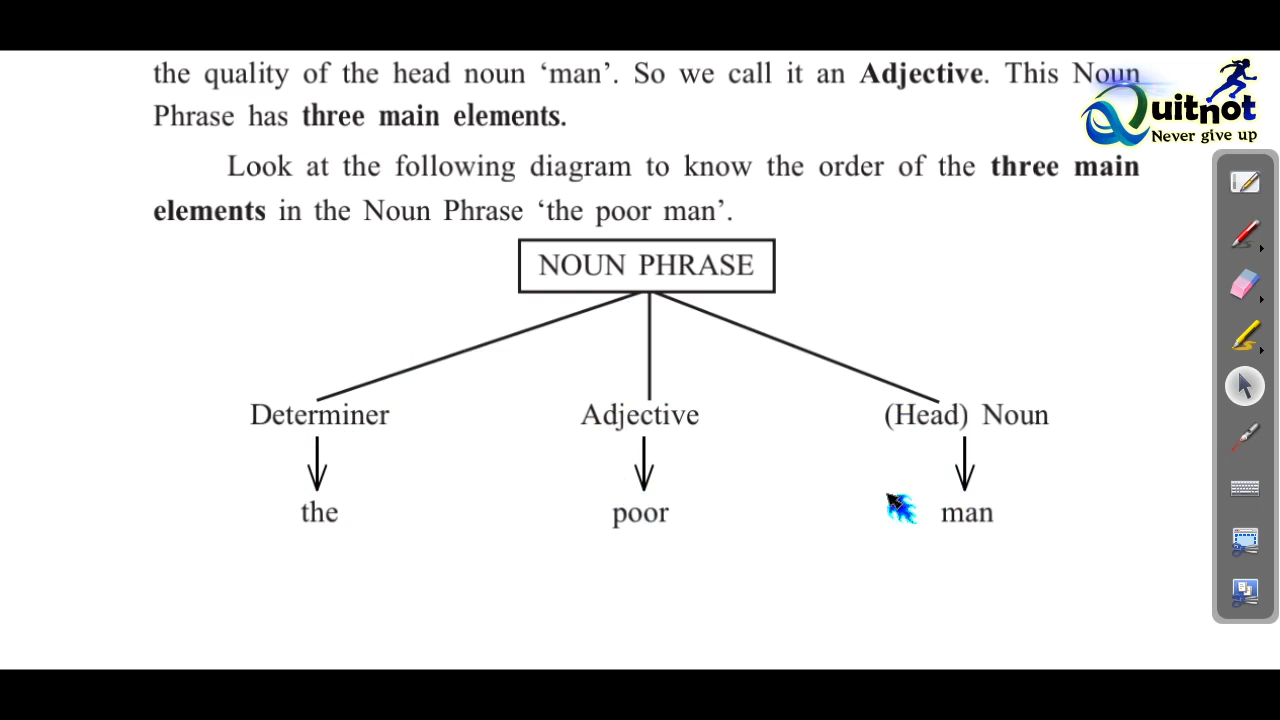 the quality of the head noun ‘man’. So we call it an Adjective. This Noun
Phrase has three main elements.
Look at the following diagram to know the order of the three main
elements in the Noun Phrase ‘the poor man’.
NOUN PHRASE
Determiner Adjective (Head) Noun
the poor man
Quitnot
Never give up